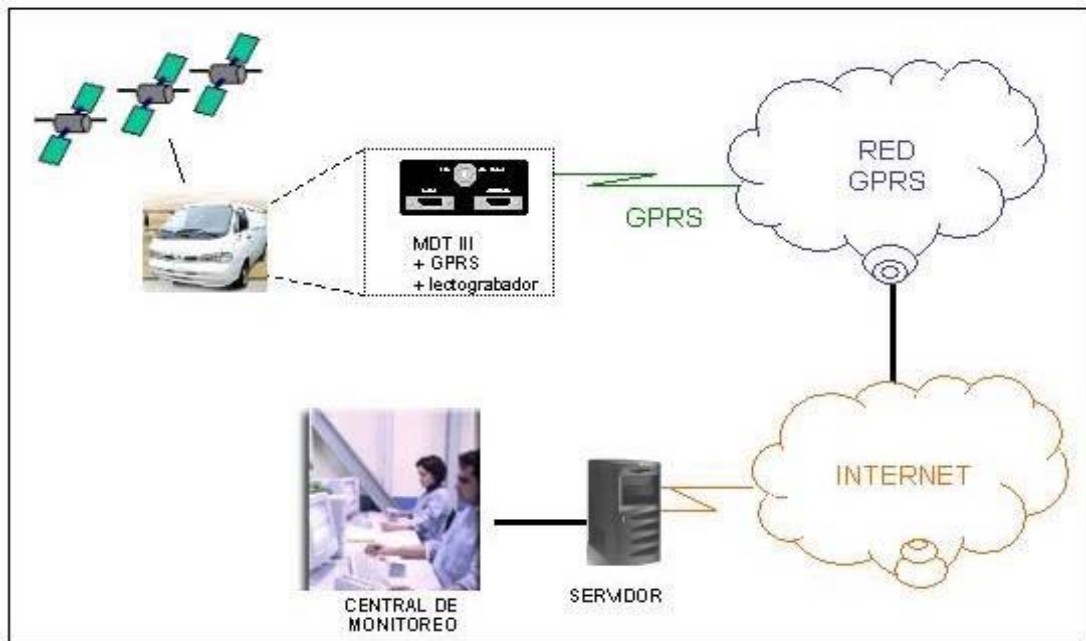 MDT III
+ GPRS
+ lectograbador
GPRS
RED
GPRS
INTERNET
SERVIDOR
CENTRAL DE
MONITOREO